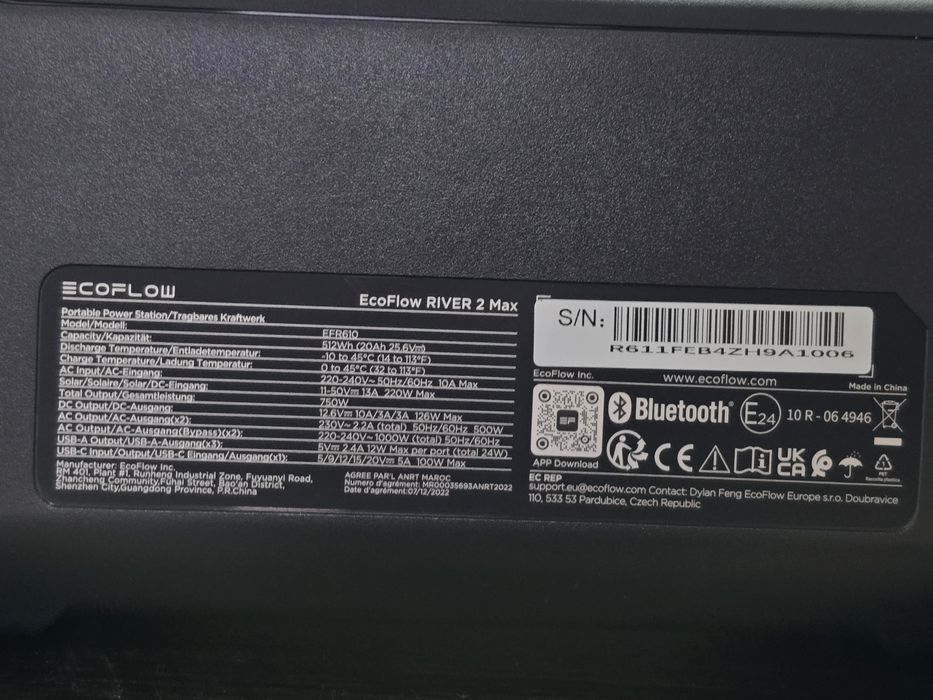 ECOFLOW
EcoFlow RIVER 2 Max
Portable Power Station/Tragbares Kraftwerk
Model/Modell: EFR610
Capacity/Kapazität: 512Wh (20Ah 25.6V⎓)
Discharge Temperature/Entladetemperatur: -10 to 45°C (14 to 113°F)
Charge Temperature/Ladung Temperatur: 0 to 45°C (32 to 113°F)
AC Input/AC-Eingang: 220-240V~ 50Hz/60Hz 10A Max
Solar/Solaire/Solar/DC-Eingang: 11-50V⎓ 13A 220W Max
Total Output/Gesamtleistung: 750W
DC Output/DC-Ausgang: 12.6V⎓ 10A/3A/3A 126W Max
AC Output/AC-Ausgang(x2): 230V~ 2.2A (total) 50Hz/60Hz 500W
AC Output/AC-Ausgang(Bypass)(x2): 220-240V~1000W (total) 50Hz/60Hz
USB-A Output/USB-A-Ausgang(x3): 5V⎓ 2.4A 12W Max per port (total 24W)
USB-C Input/Output/USB-C Eingang/Ausgang(x1): 5/9/12/15/20V⎓ 5A 100W Max
Manufacturer: EcoFlow Inc.
RM 401, Plant #1, Runheng Industrial Zone, Fuyuanyi Road,
Zhancheng Community,Fuhai Street, Bao'an District,
Shenzhen City,Guangdong Province, P.R.China
AGREE PAR L'ANRT MAROC
Numero d'agrément: MR00035693ANRT2022
Date d'agrément:07/12/2022
S/N:
R611FEB4ZH9A1006
EcoFlow Inc.
www.ecoflow.com
Made in China
EF
Bluetooth®
E24
10 R - 06 4946
APP Download
CE
UK CA
PAP
Raccolta plastica
EC REP
support.eu@ecoflow.com Contact: Dylan Feng EcoFlow Europe s.r.o. Doubravice
110, 533 53 Pardubice, Czech Republic